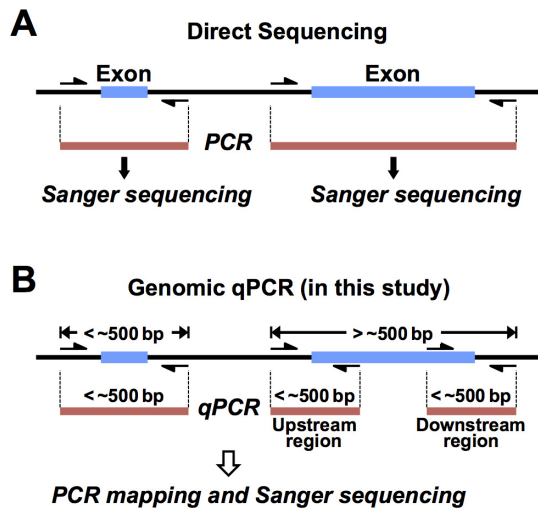 A
Direct Sequencing
Exon Exon
PCR
Sanger sequencing Sanger sequencing
B
Genomic qPCR (in this study)
< ~500 bp > ~500 bp
< ~500 bp qPCR < ~500 bp < ~500 bp
Upstream region Downstream region
PCR mapping and Sanger sequencing